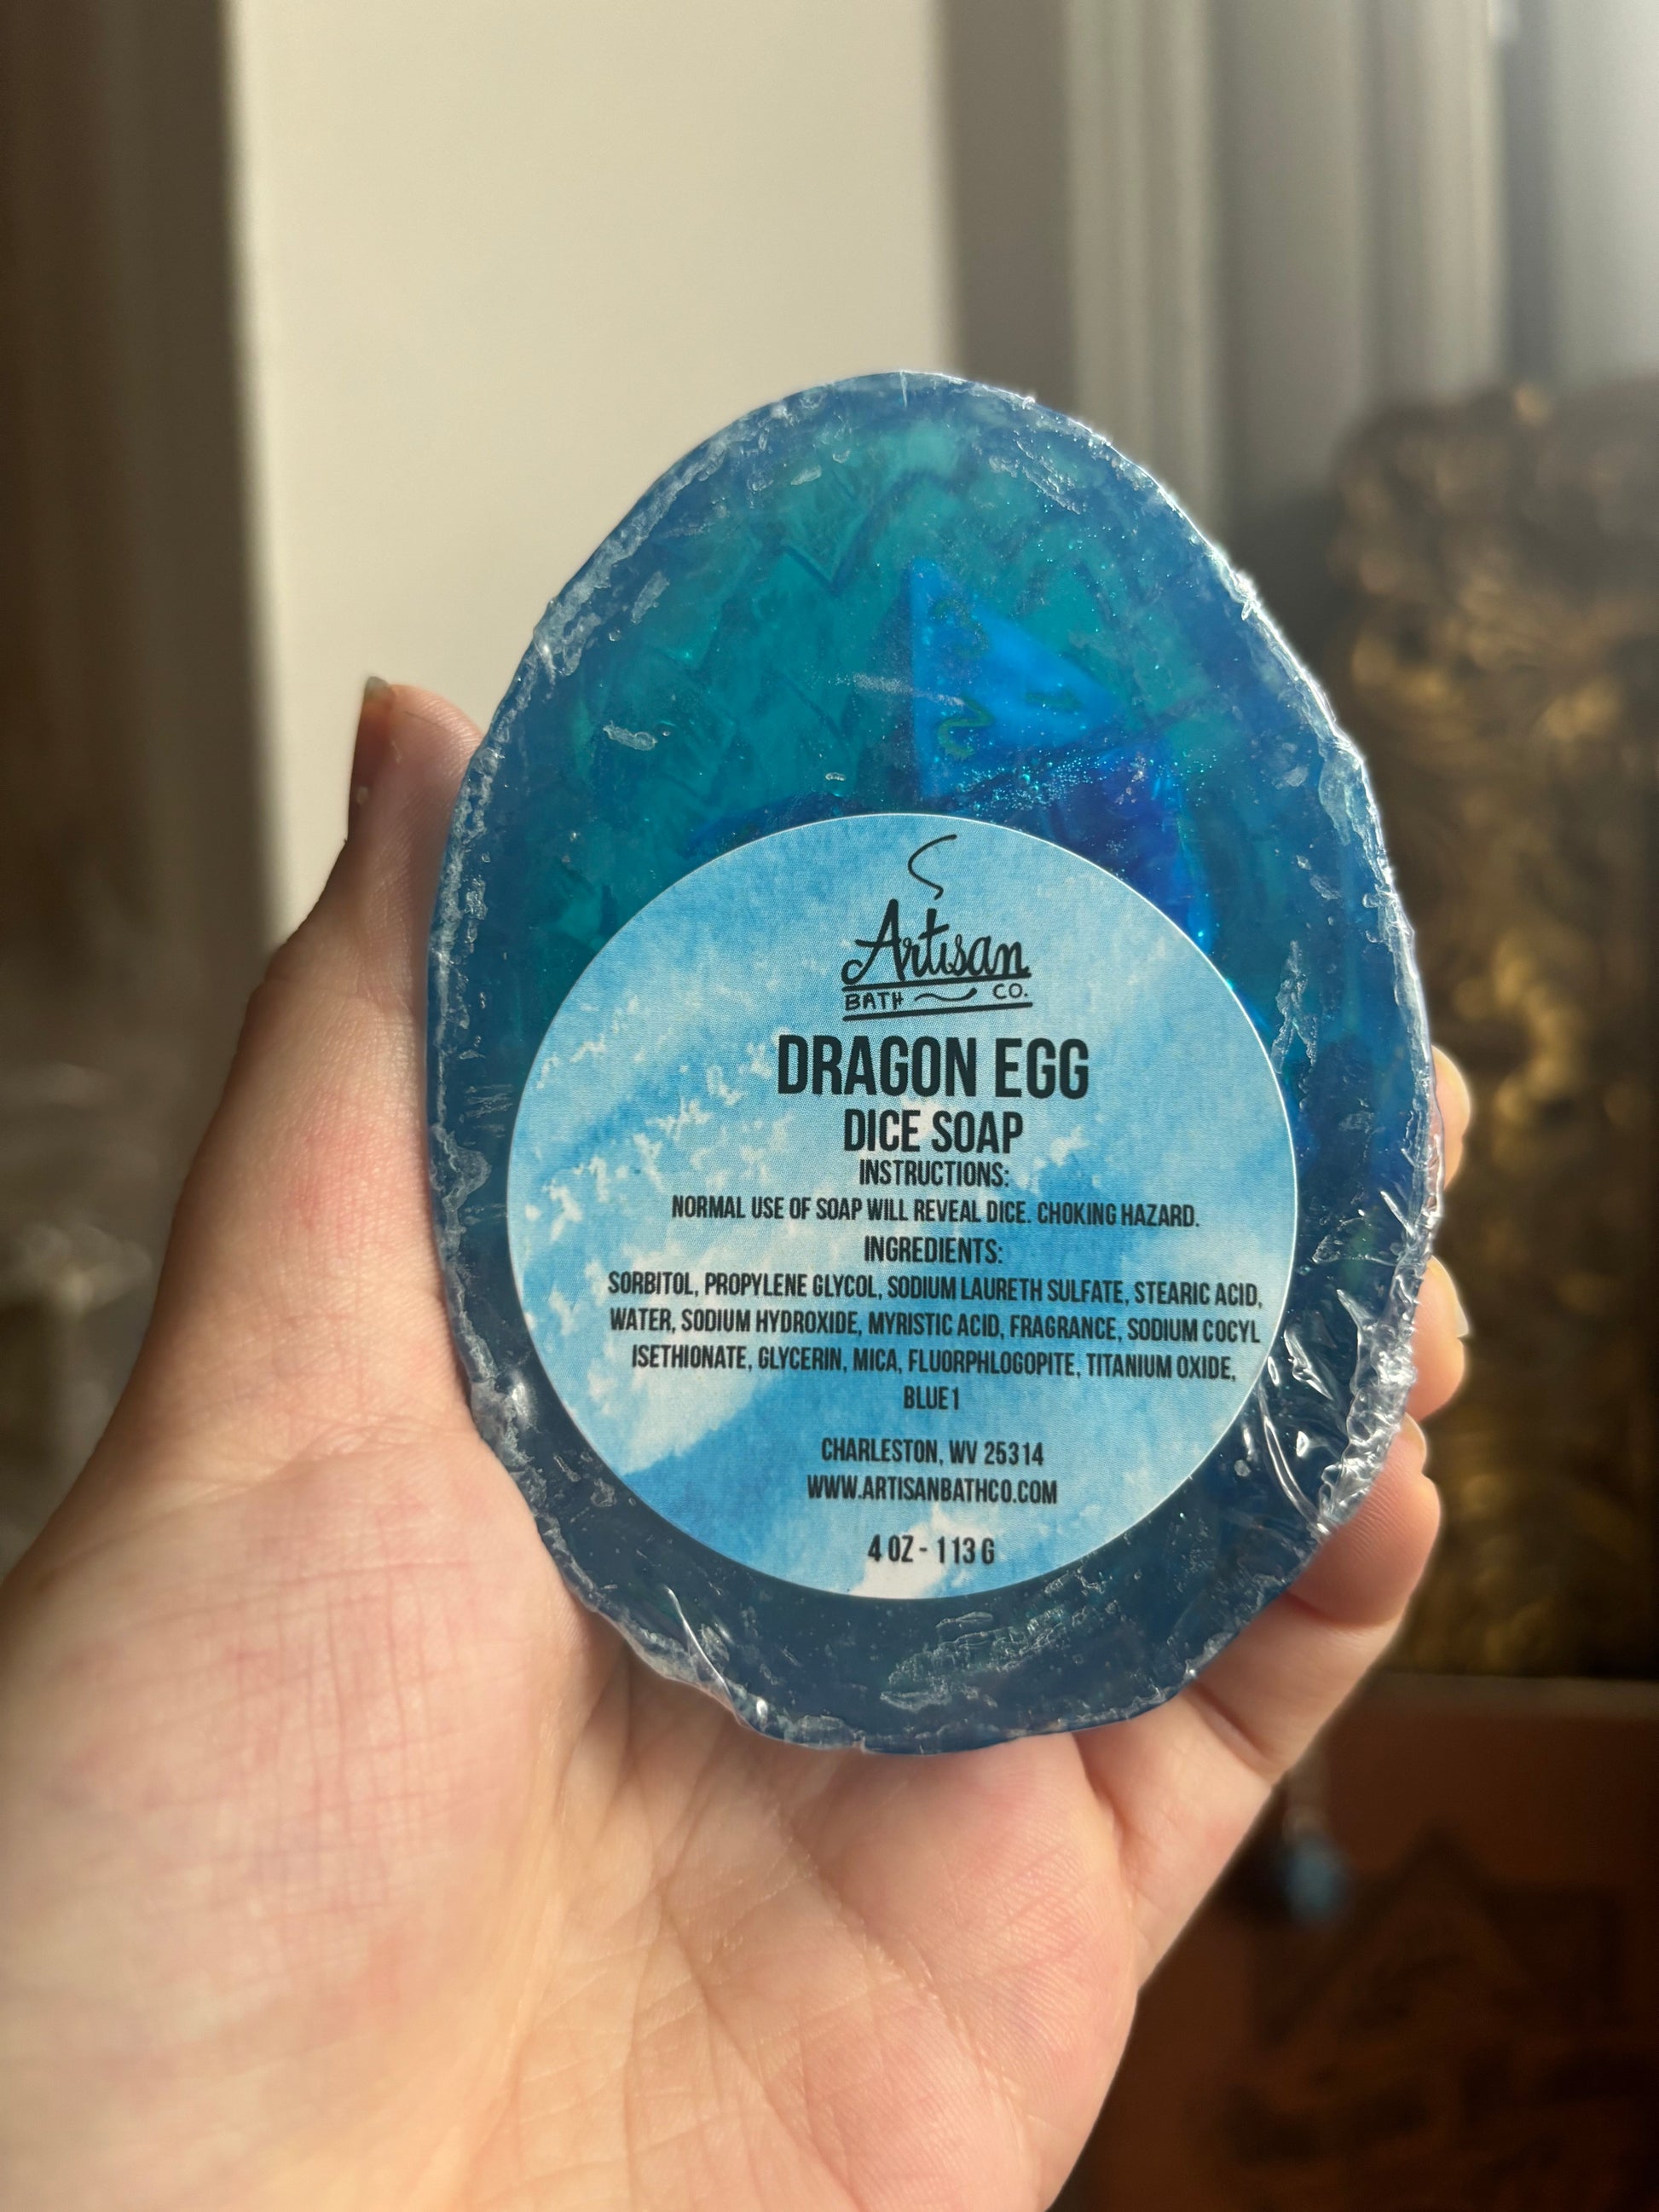 Artisan
BATH CO.
DRAGON EGG
DICE SOAP
INSTRUCTIONS:
NORMAL USE OF SOAP WILL REVEAL DICE. CHOKING HAZARD.
INGREDIENTS:
SORBITOL, PROPYLENE GLYCOL, SODIUM LAURETH SULFATE, STEARIC ACID,
WATER, SODIUM HYDROXIDE, MYRISTIC ACID, FRAGRANCE, SODIUM COCYL
ISETHIONATE, GLYCERIN, MICA, FLUORPHLOGOPITE, TITANIUM OXIDE,
BLUE 1
CHARLESTON, WV 25314
WWW.ARTISANBATHCO.COM
4 OZ - 113 G